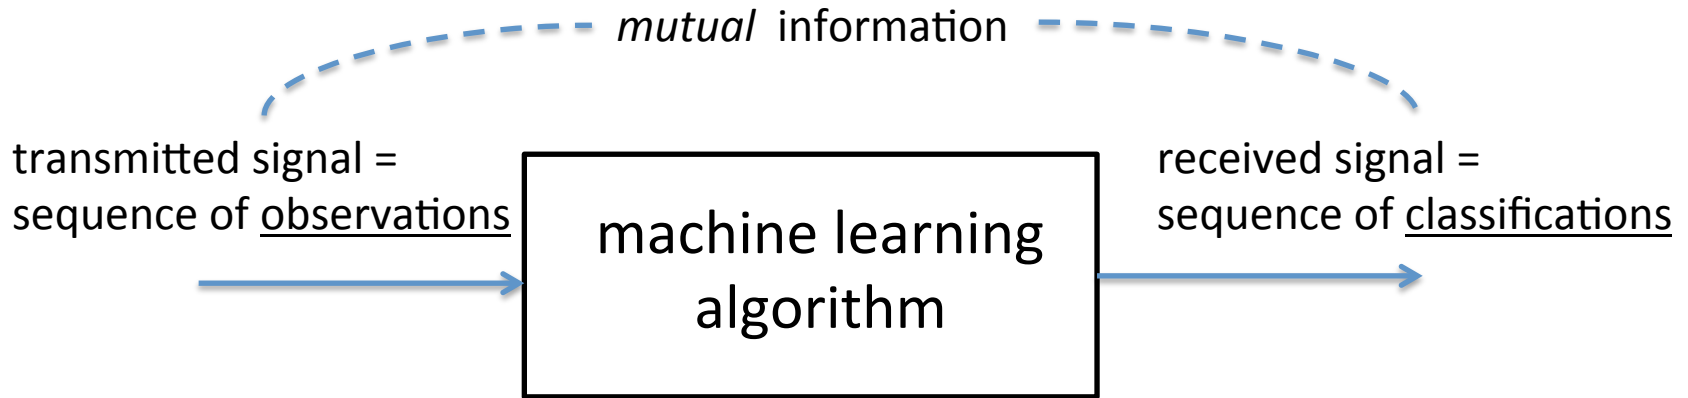 mutual information
transmitted signal =
sequence of observations
machine learning
algorithm
received signal =
sequence of classifications